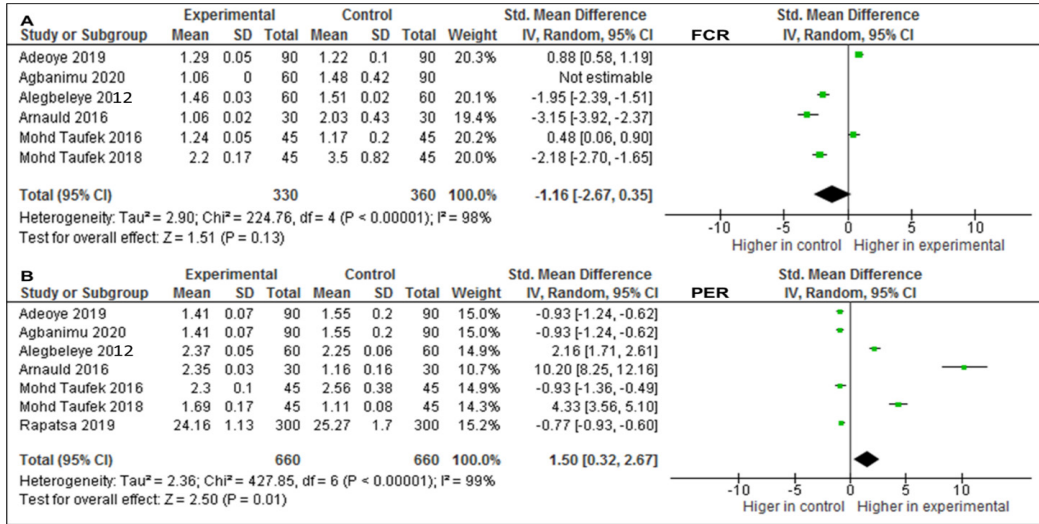 A Experimental Control Std. Mean Difference Std. Mean Difference
Study or Subgroup Mean SD Total Mean SD Total Weight IV, Random, 95% CI FCR IV, Random, 95% CI
Adeoye 2019 1.29 0.05 90 1.22 0.1 90 20.3% 0.88 [0.58, 1.19]
Agbanimu 2020 1.06 0 60 1.48 0.42 90 Not estimable
Alegbeleye 2012 1.46 0.03 60 1.51 0.02 60 20.1% -1.95 [-2.39, -1.51]
Arnauld 2016 1.06 0.02 30 2.03 0.43 30 19.4% -3.15 [-3.92, -2.37]
Mohd Taufek 2016 1.24 0.05 45 1.17 0.2 45 20.2% 0.48 [0.06, 0.90]
Mohd Taufek 2018 2.2 0.17 45 3.5 0.82 45 20.0% -2.18 [-2.70, -1.65]
Total (95% CI) 330 360 100.0% -1.16 [-2.67, 0.35]
Heterogeneity: Tau² = 2.90; Chi² = 224.76, df = 4 (P < 0.00001); I² = 98%
Test for overall effect: Z = 1.51 (P = 0.13)
-10 -5 0 5 10
Higher in control Higher in experimental
B Experimental Control Std. Mean Difference Std. Mean Difference
Study or Subgroup Mean SD Total Mean SD Total Weight IV, Random, 95% CI PER IV, Random, 95% CI
Adeoye 2019 1.41 0.07 90 1.55 0.2 90 15.0% -0.93 [-1.24, -0.62]
Agbanimu 2020 1.41 0.07 90 1.55 0.2 90 15.0% -0.93 [-1.24, -0.62]
Alegbeleye 2012 2.37 0.05 60 2.25 0.06 60 14.9% 2.16 [1.71, 2.61]
Arnauld 2016 2.35 0.03 30 1.16 0.16 30 10.7% 10.20 [8.25, 12.16]
Mohd Taufek 2016 2.3 0.1 45 2.56 0.38 45 14.9% -0.93 [-1.36, -0.49]
Mohd Taufek 2018 1.69 0.17 45 1.11 0.08 45 14.3% 4.33 [3.56, 5.10]
Rapatsa 2019 24.16 1.13 300 25.27 1.7 300 15.2% -0.77 [-0.93, -0.60]
Total (95% CI) 660 660 100.0% 1.50 [0.32, 2.67]
Heterogeneity: Tau² = 2.36; Chi² = 427.85, df = 6 (P < 0.00001); I² = 99%
Test for overall effect: Z = 2.50 (P = 0.01)
-10 -5 0 5 10
Higer in control Higher in experimental